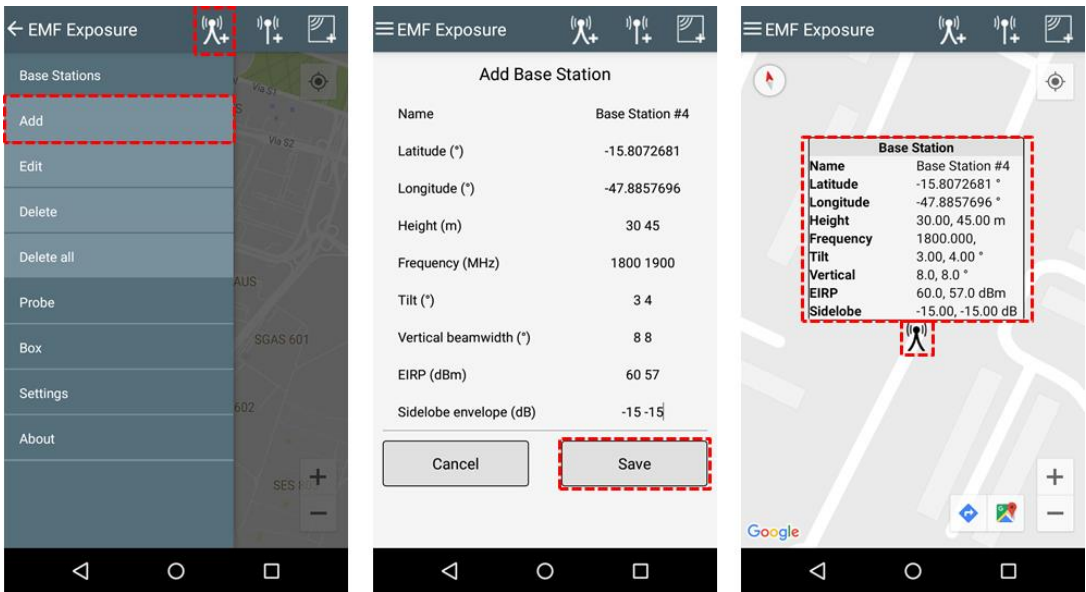 EMF Exposure
Base Stations
Add
Edit
Delete
Delete all
Probe
Box
Settings
About
Via S1
Via S2
AUS
SGAS 601
602
+
−
EMF Exposure
Add Base Station
Name Base Station #4
Latitude (°) -15.8072681
Longitude (°) -47.8857696
Height (m) 30 45
Frequency (MHz) 1800 1900
Tilt (°) 3 4
Vertical beamwidth (°) 8 8
EIRP (dBm) 60 57
Sidelobe envelope (dB) -15 -15
Cancel Save
EMF Exposure
Base Station
Name Base Station #4
Latitude -15.8072681 °
Longitude -47.8857696 °
Height 30.00, 45.00 m
Frequency 1800.000,
Tilt 3.00, 4.00 °
Vertical 8.0, 8.0 °
EIRP 60.0, 57.0 dBm
Sidelobe -15.00, -15.00 dB
+
−
Google